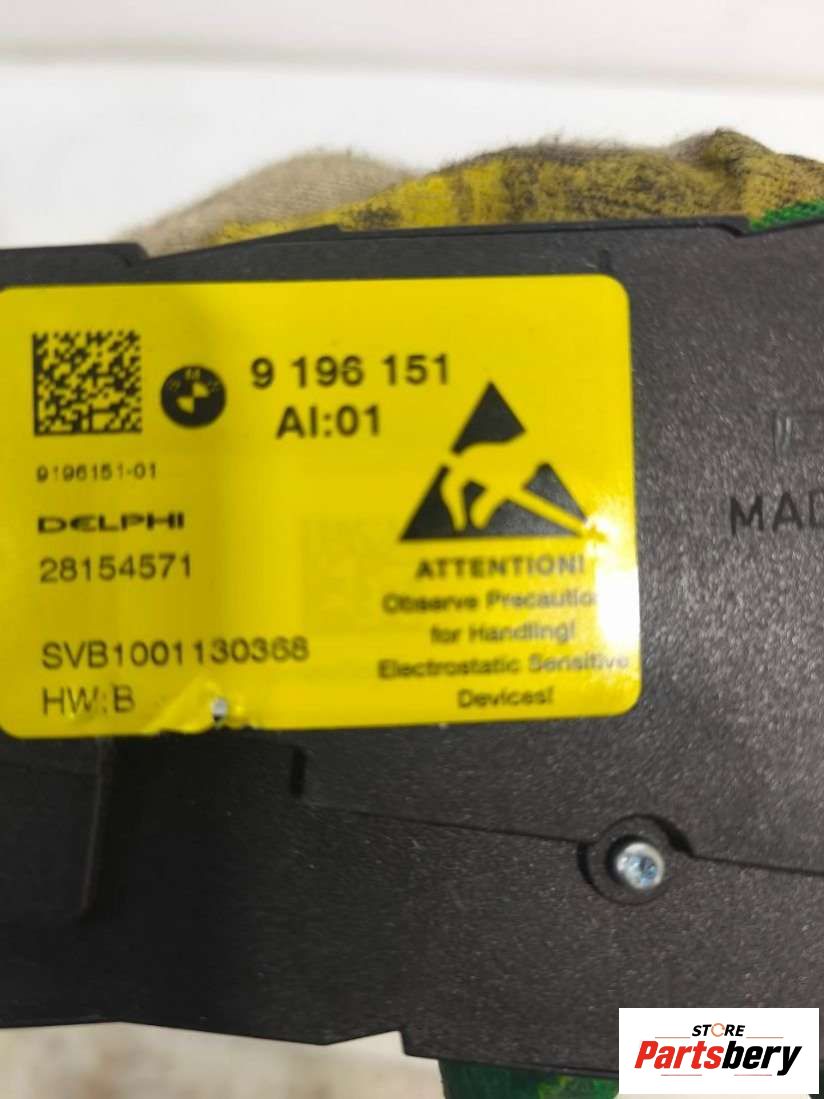 9 196 151
AI:01
9196151-01
DELPHI
28154571
SVB1001130368
HW:B
ATTENTION!
Observe Precautio
for Handling!
Electrostatic Sensitive
Devices!
MAD
STORE
Partsbery